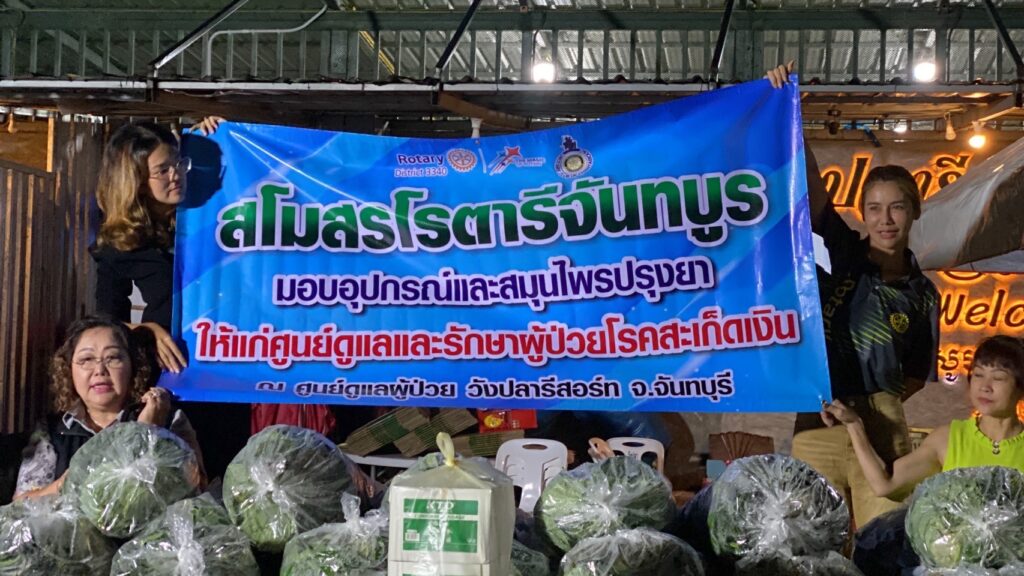 Rotary
District 3340
สโมสรโรตารีจันทบูร
มอบอุปกรณ์และสมุนไพรปรุงยา
ให้แก่ศูนย์ดูแลและรักษาผู้ป่วยโรคสะเก็ดเงิน
ณ ศูนย์ดูแลผู้ป่วย วังปลารีสอร์ท จ.จันทบุรี
Welco